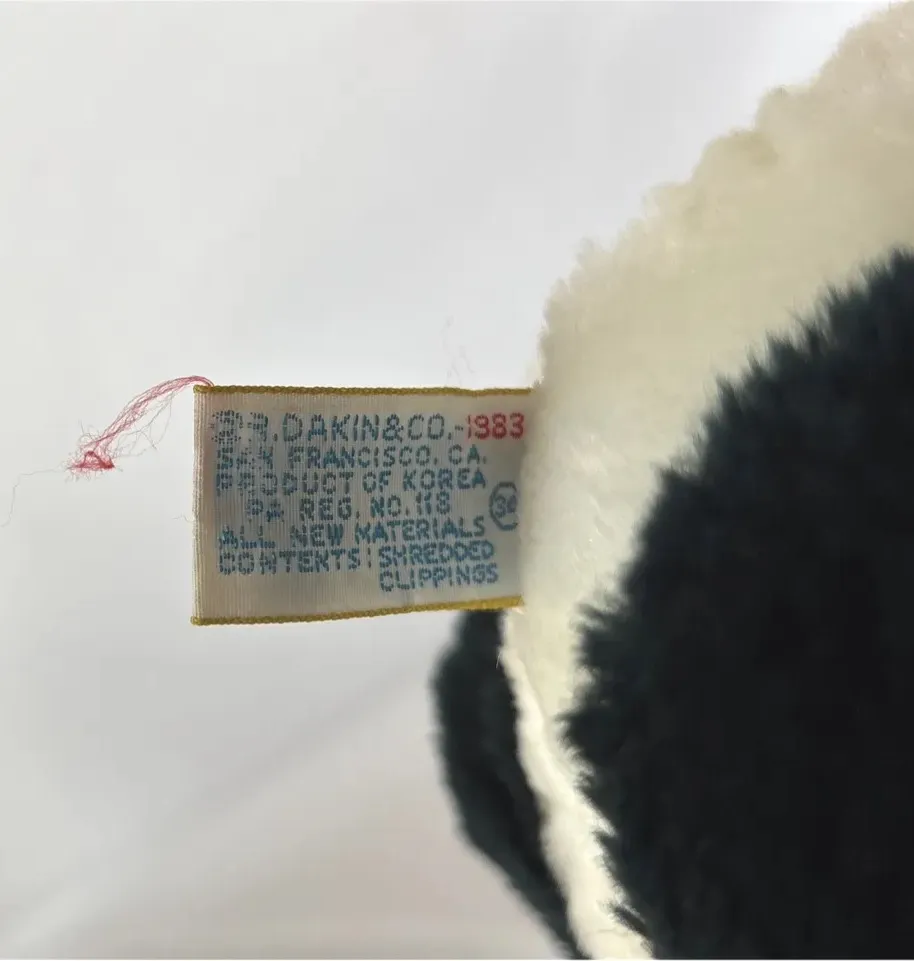 ® R. DAKIN&CO.-1983
SAN FRANCISCO, CA.
PRODUCT OF KOREA
PA. REG. NO. 118
36
ALL NEW MATERIALS
CONTENTS: SHREDDED
CLIPPINGS